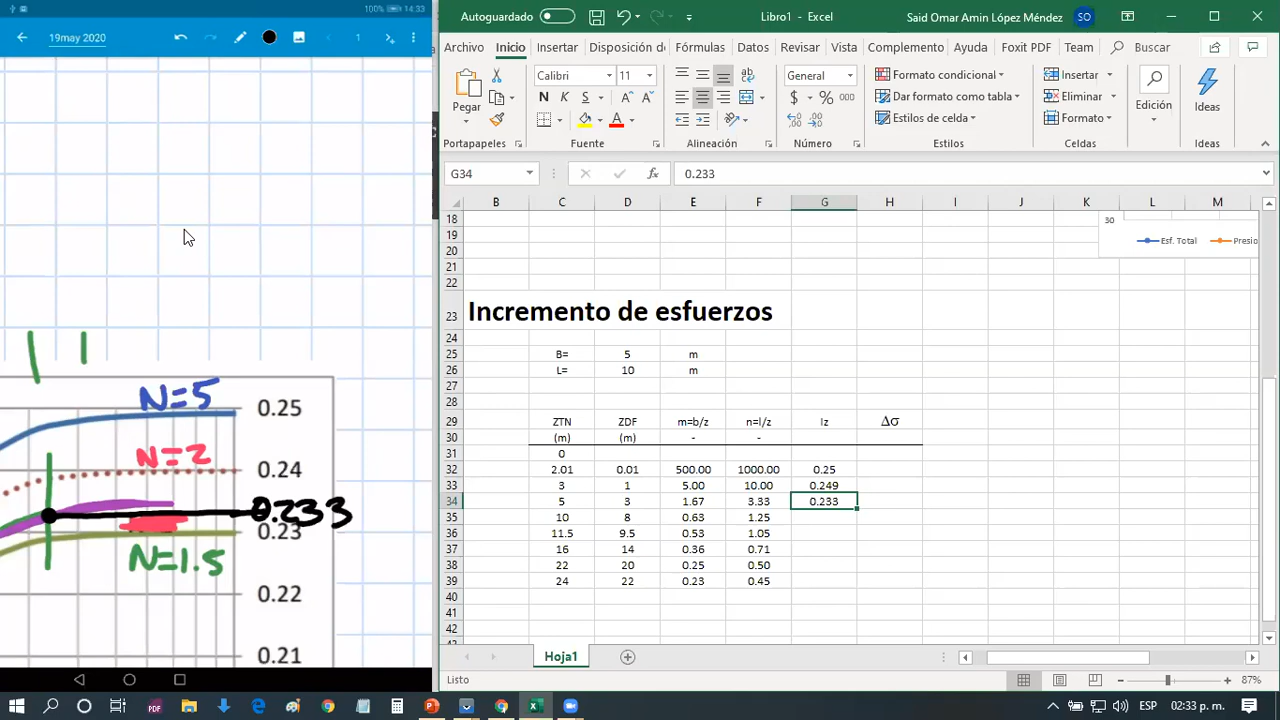 100% 14:33
19may 2020
1
N=5
0.25
N=2
0.24
0.233
0.23
N=1.5
0.22
0.21
Autoguardado
Libro1 - Excel
Said Omar Amin López Méndez
SO
Archivo Inicio Insertar Disposición d Fórmulas Datos Revisar Vista Complemento Ayuda Foxit PDF Team Buscar
Pegar
Portapapeles
Calibri 11
N K S A A
A
Fuente
Alineación
General
$ % 000
Número
Formato condicional
Dar formato como tabla
Estilos de celda
Estilos
Insertar
Eliminar
Formato
Celdas
Edición
Ideas
Ideas
G34 fx 0.233
B C D E F G H I J K L M
18
19
20
21
22
23 Incremento de esfuerzos
24
25 B= 5 m
26 L= 10 m
27
28
29 ZTN ZDF m=b/z n=l/z Iz Δσ
30 (m) (m) - -
31 0
32 2.01 0.01 500.00 1000.00 0.25
33 3 1 5.00 10.00 0.249
34 5 3 1.67 3.33 0.233
35 10 8 0.63 1.25
36 11.5 9.5 0.53 1.05
37 16 14 0.36 0.71
38 22 20 0.25 0.50
39 24 22 0.23 0.45
40
41
42
43
30
Esf. Total Presio
Hoja1
Listo
87%
ESP 02:33 p. m.